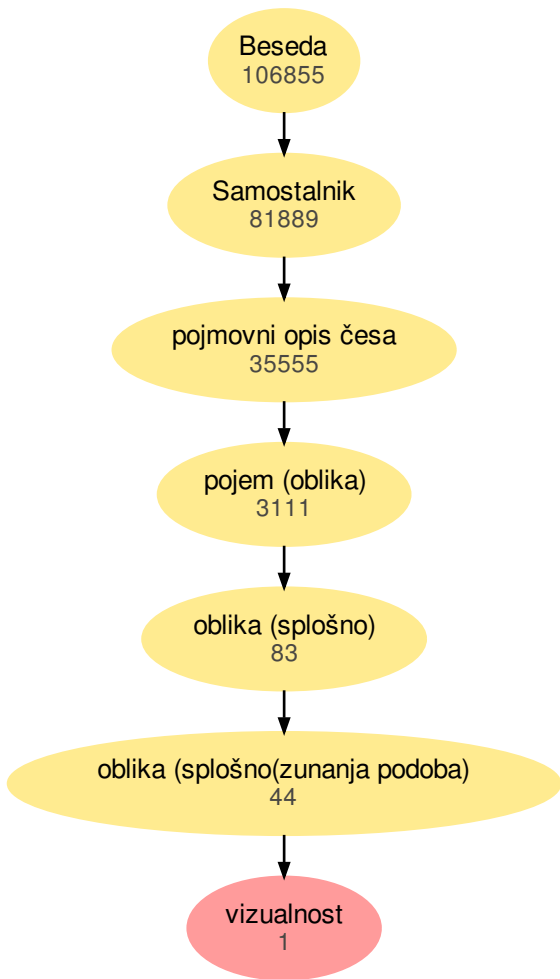 Beseda
106855
Samostalnik
81889
pojmovni opis česa
35555
pojem (oblika)
3111
oblika (splošno)
83
oblika (splošno(zunanja podoba)
44
vizualnost
1